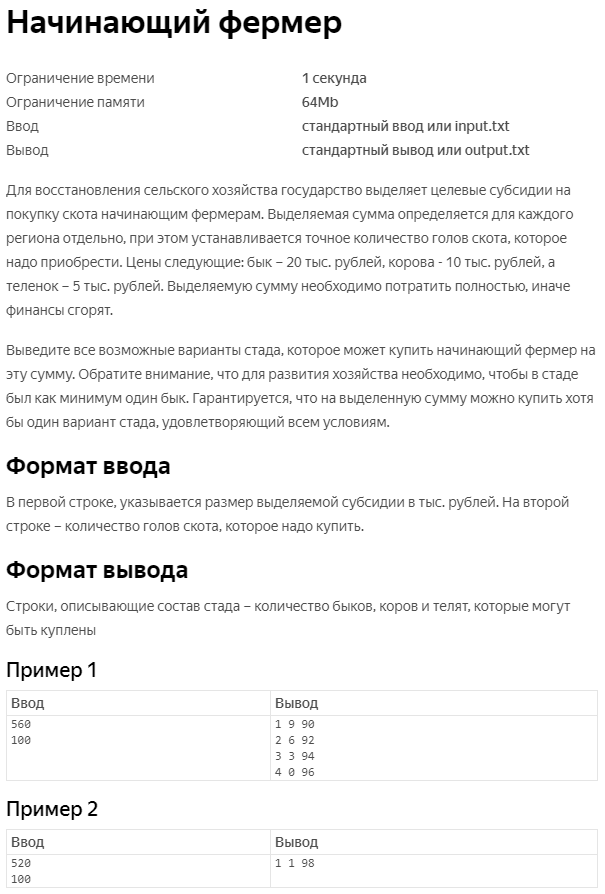 Начинающий фермер
Ограничение времени 1 секунда
Ограничение памяти 64Mb
Ввод стандартный ввод или input.txt
Вывод стандартный вывод или output.txt
Для восстановления сельского хозяйства государство выделяет целевые субсидии на
покупку скота начинающим фермерам. Выделяемая сумма определяется для каждого
региона отдельно, при этом устанавливается точное количество голов скота, которое
надо приобрести. Цены следующие: бык – 20 тыс. рублей, корова - 10 тыс. рублей, а
теленок – 5 тыс. рублей. Выделяемую сумму необходимо потратить полностью, иначе
финансы сгорят.
Выведите все возможные варианты стада, которое может купить начинающий фермер на
эту сумму. Обратите внимание, что для развития хозяйства необходимо, чтобы в стаде
был как минимум один бык. Гарантируется, что на выделенную сумму можно купить хотя
бы один вариант стада, удовлетворяющий всем условиям.
Формат ввода
В первой строке, указывается размер выделяемой субсидии в тыс. рублей. На второй
строке – количество голов скота, которое надо купить.
Формат вывода
Строки, описывающие состав стада – количество быков, коров и телят, которые могут
быть куплены
Пример 1
Ввод Вывод
560 1 9 90
100 2 6 92
3 3 94
4 0 96
Пример 2
Ввод Вывод
520 1 1 98
100